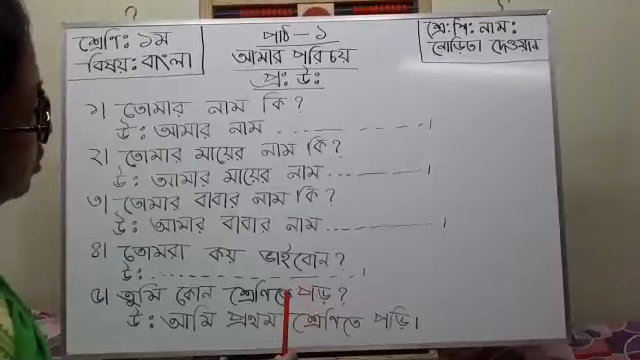 শ্রেণি: ১ম
বিষয়: বাংলা
পাঠ - ১
আমার পরিচয়
প্র: উ:
শ্রে: শি: নাম:
নোড়িতা দেওয়ান
১। তোমার নাম কি?
উ: আমার নাম ............।
২। তোমার মায়ের নাম কি?
উ: আমার মায়ের নাম ............।
৩। তোমার বাবার নাম কি?
উ: আমার বাবার নাম ............।
৪। তোমরা কয় ভাইবোন?
উ: ............।
৫। তুমি কোন শ্রেণিতে পড়?
উ: আমি প্রথম শ্রেণিতে পড়ি।